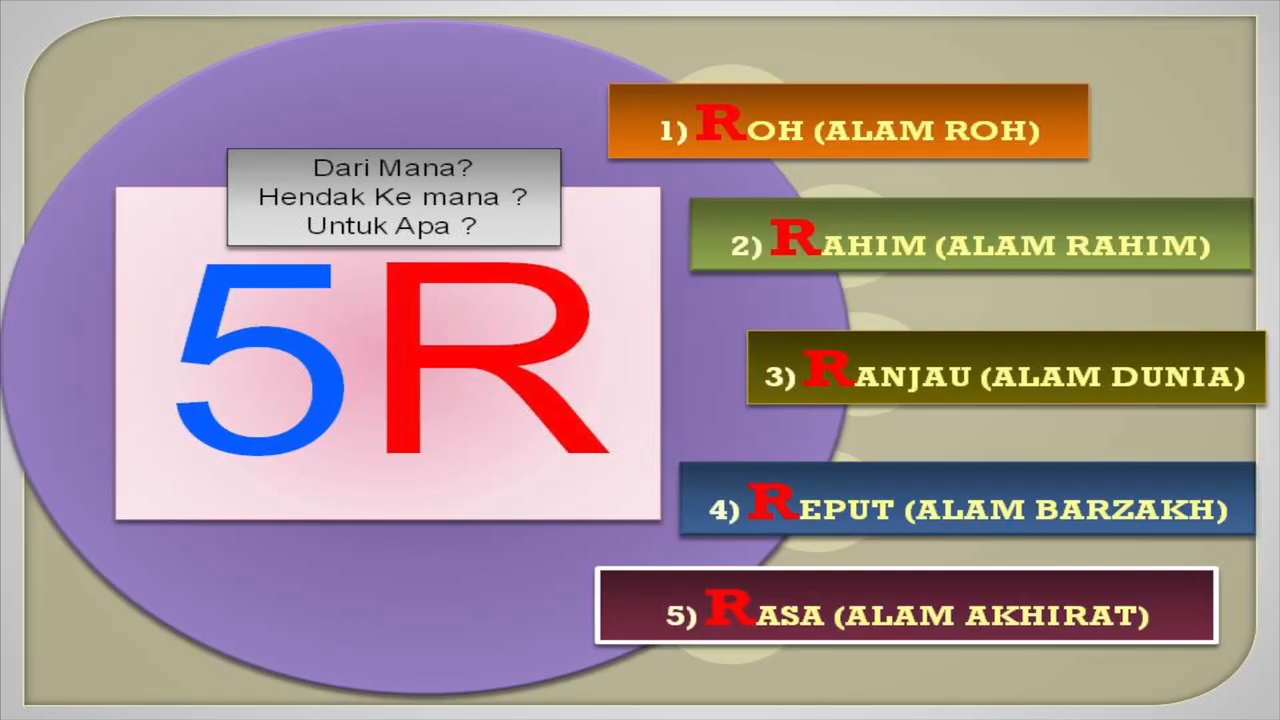 Dari Mana?
Hendak Ke mana ?
Untuk Apa ?
5R
1) ROH (ALAM ROH)
2) RAHIM (ALAM RAHIM)
3) RANJAU (ALAM DUNIA)
4) REPUT (ALAM BARZAKH)
5) RASA (ALAM AKHIRAT)